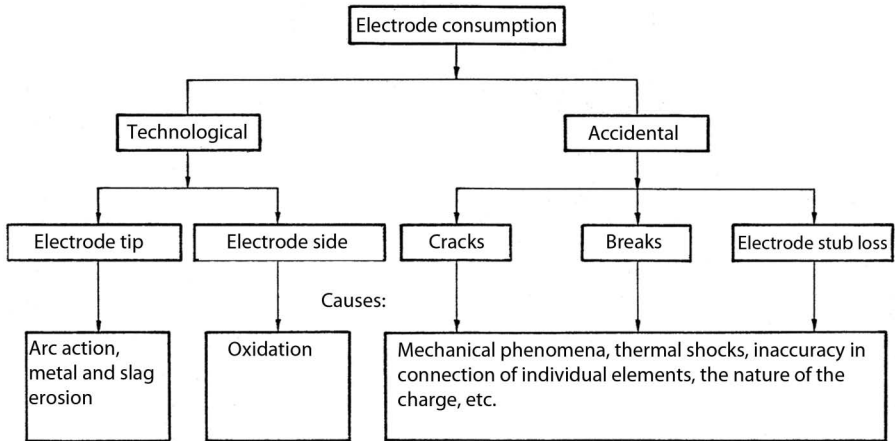 Electrode consumption
Technological
Accidental
Electrode tip
Electrode side
Cracks
Breaks
Electrode stub loss
Causes:
Arc action,
metal and slag
erosion
Oxidation
Mechanical phenomena, thermal shocks, inaccuracy in
connection of individual elements, the nature of the
charge, etc.